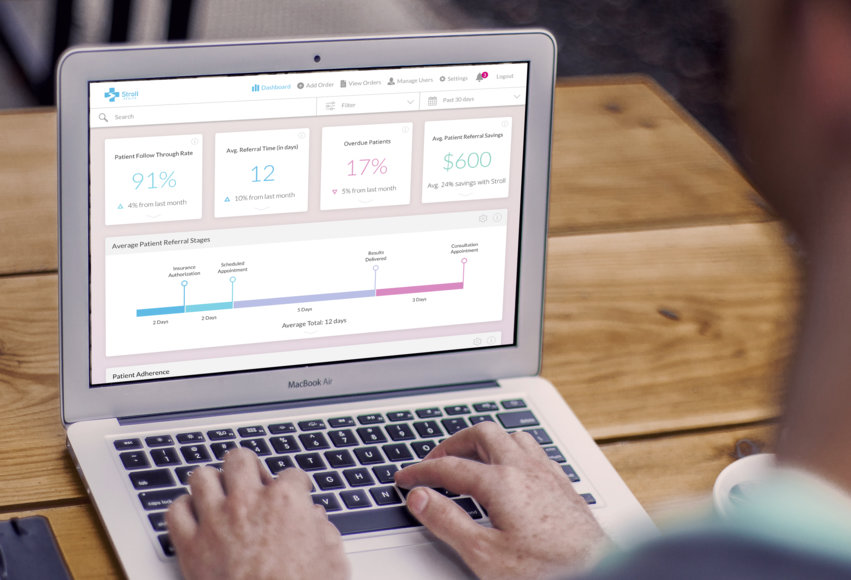 Stroll
HEALTH
Dashboard
Add Order
View Orders
Manage Users
Settings
Logout
Search
Filter
Past 30 days
Patient Follow Through Rate
91%
4% from last month
Avg. Referral Time (in days)
12
10% from last month
Overdue Patients
17%
5% from last month
Avg. Patient Referral Savings
$600
Avg. 24% savings with Stroll
Average Patient Referral Stages
Insurance
Authorization
Scheduled
Appointment
Results
Delivered
Consultation
Appointment
2 Days
2 Days
5 Days
3 Days
Average Total: 12 days
Patient Adherence
MacBook Air
tab
caps lock
G
H
J
V
B
N